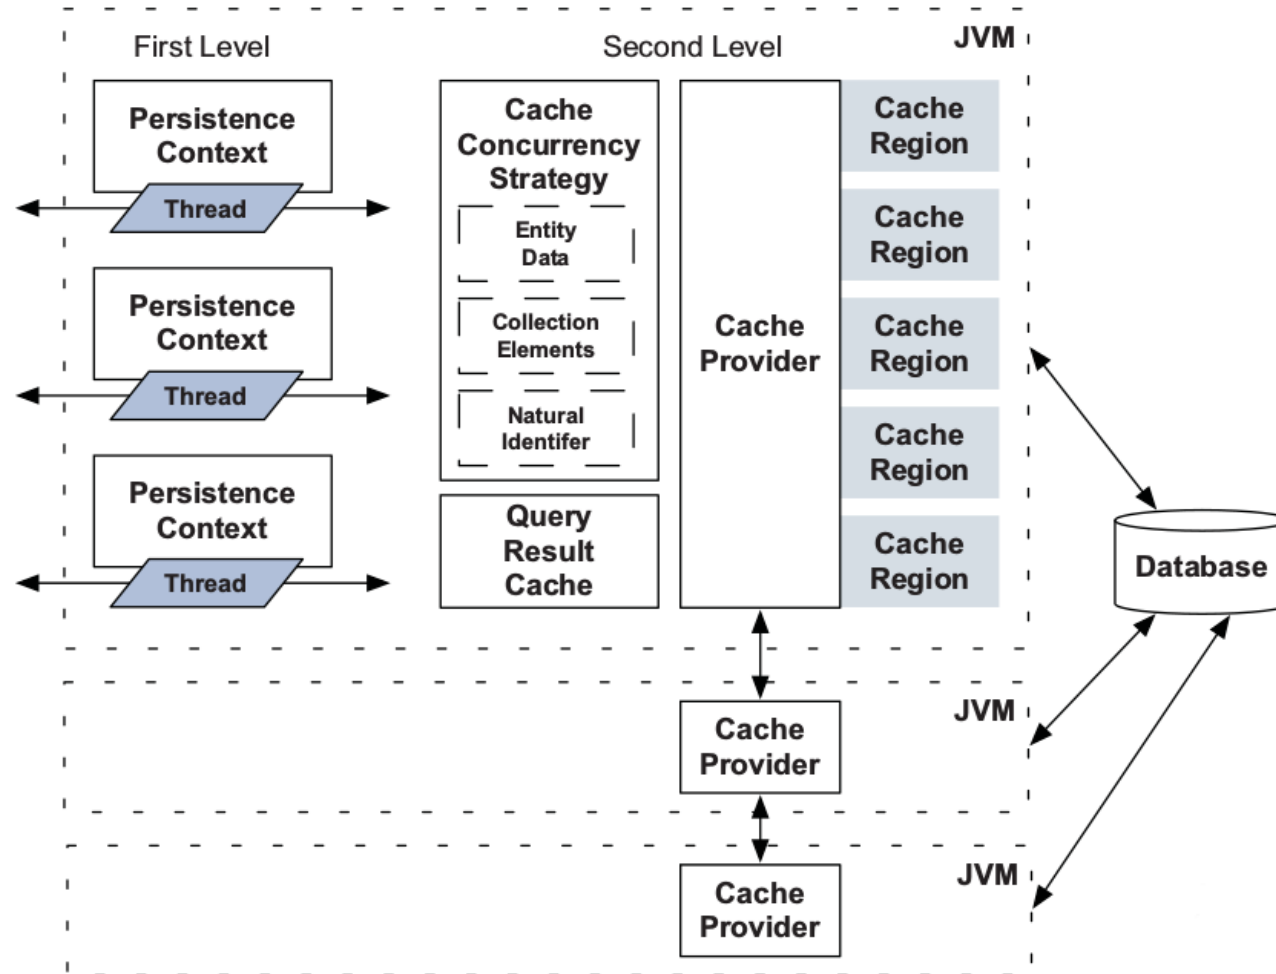 First Level
Second Level
JVM
Persistence
Context
Thread
Persistence
Context
Thread
Persistence
Context
Thread
Cache
Concurrency
Strategy
Entity
Data
Collection
Elements
Natural
Identifer
Query
Result
Cache
Cache
Provider
Cache
Region
Cache
Region
Cache
Region
Cache
Region
Cache
Region
Database
JVM
Cache
Provider
JVM
Cache
Provider